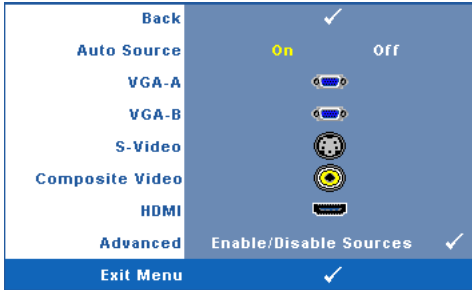 Back
Auto Source On Off
VGA-A
VGA-B
S-Video
Composite Video
HDMI
Advanced Enable/Disable Sources
Exit Menu